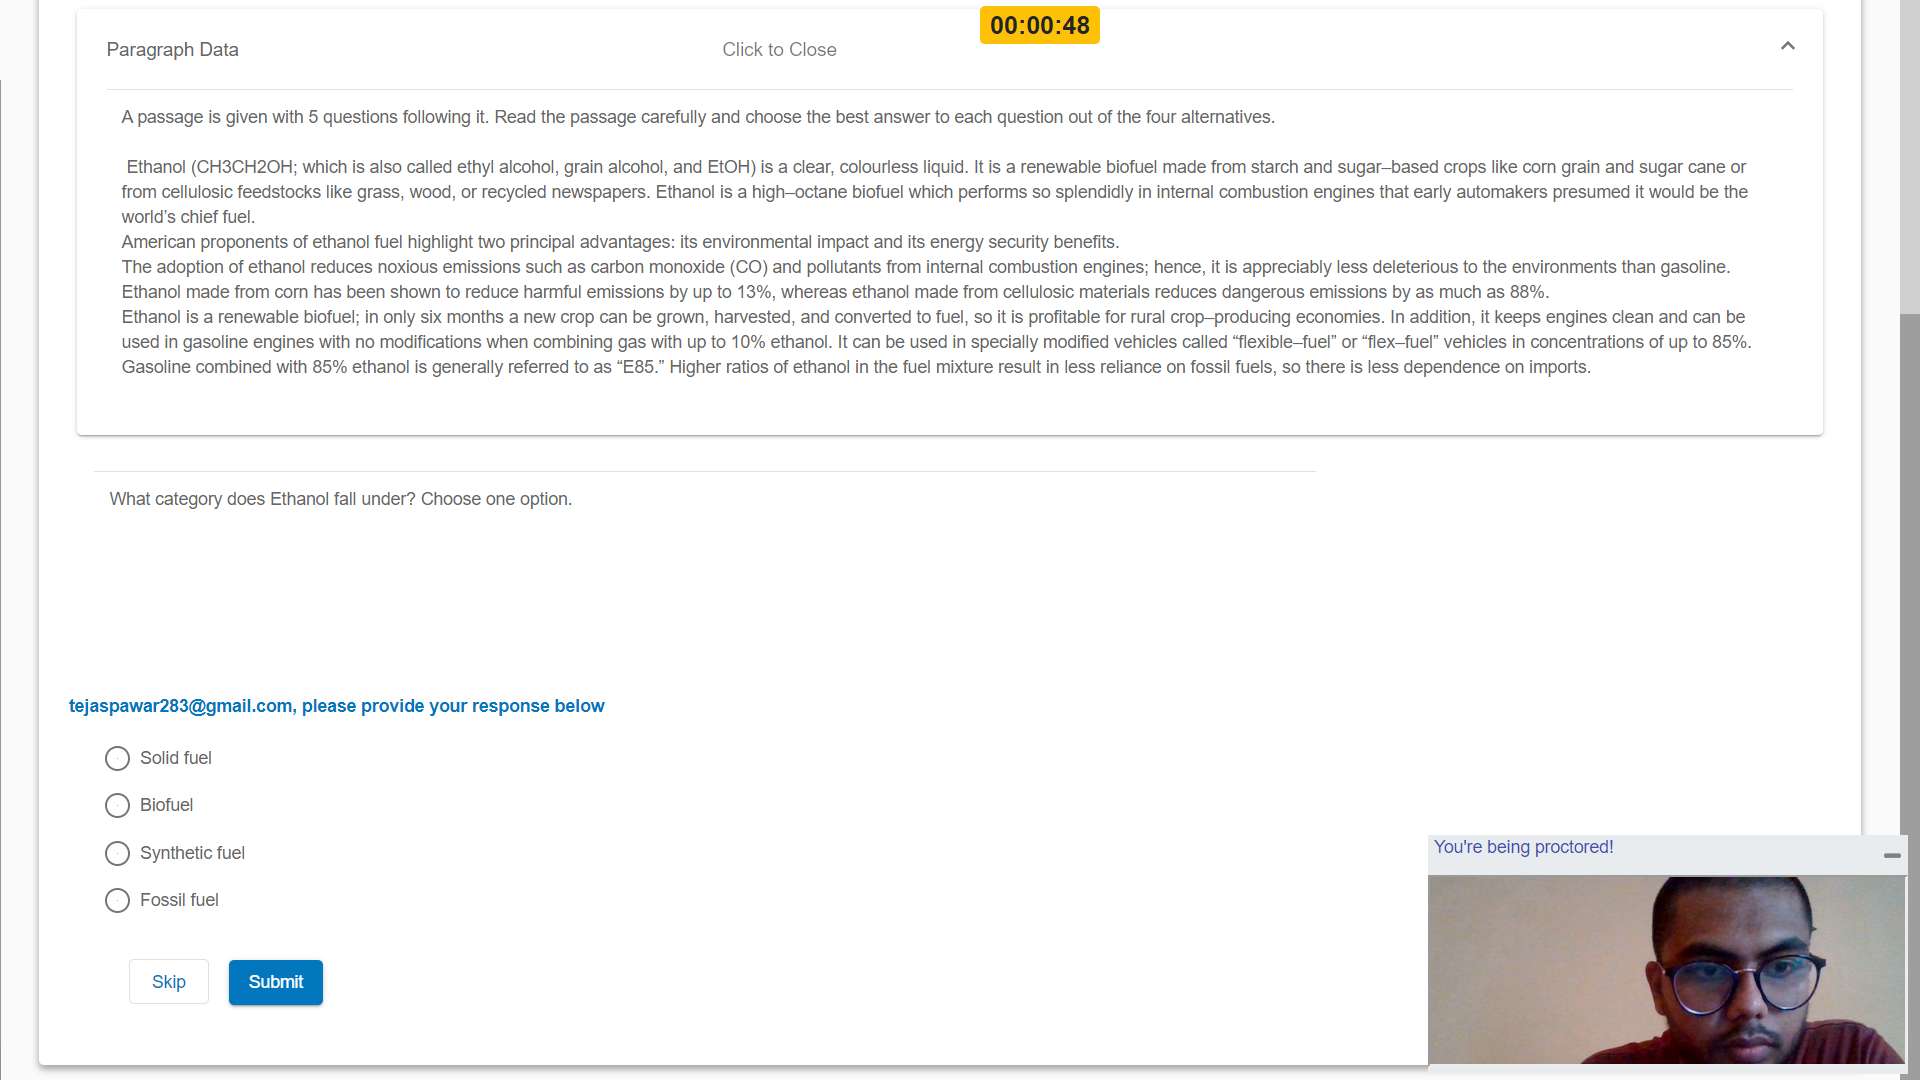 00:00:48
Paragraph Data
Click to Close
A passage is given with 5 questions following it. Read the passage carefully and choose the best answer to each question out of the four alternatives.
Ethanol (CH3CH2OH; which is also called ethyl alcohol, grain alcohol, and EtOH) is a clear, colourless liquid. It is a renewable biofuel made from starch and sugar–based crops like corn grain and sugar cane or
from cellulosic feedstocks like grass, wood, or recycled newspapers. Ethanol is a high–octane biofuel which performs so splendidly in internal combustion engines that early automakers presumed it would be the
world’s chief fuel.
American proponents of ethanol fuel highlight two principal advantages: its environmental impact and its energy security benefits.
The adoption of ethanol reduces noxious emissions such as carbon monoxide (CO) and pollutants from internal combustion engines; hence, it is appreciably less deleterious to the environments than gasoline.
Ethanol made from corn has been shown to reduce harmful emissions by up to 13%, whereas ethanol made from cellulosic materials reduces dangerous emissions by as much as 88%.
Ethanol is a renewable biofuel; in only six months a new crop can be grown, harvested, and converted to fuel, so it is profitable for rural crop–producing economies. In addition, it keeps engines clean and can be
used in gasoline engines with no modifications when combining gas with up to 10% ethanol. It can be used in specially modified vehicles called “flexible–fuel” or “flex–fuel” vehicles in concentrations of up to 85%.
Gasoline combined with 85% ethanol is generally referred to as “E85.” Higher ratios of ethanol in the fuel mixture result in less reliance on fossil fuels, so there is less dependence on imports.
What category does Ethanol fall under? Choose one option.
tejaspawar283@gmail.com, please provide your response below
Solid fuel
Biofuel
Synthetic fuel
Fossil fuel
Skip
Submit
You're being proctored!